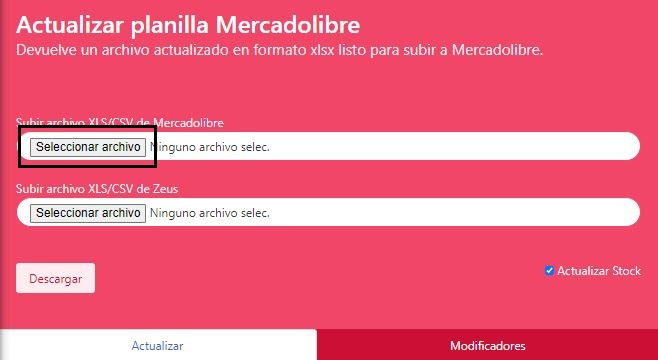 Actualizar planilla Mercadolibre
Devuelve un archivo actualizado en formato xlsx listo para subir a Mercadolibre.
Subir archivo XLS/CSV de Mercadolibre
Seleccionar archivo Ninguno archivo selec.
Subir archivo XLS/CSV de Zeus
Seleccionar archivo Ninguno archivo selec.
Descargar Actualizar Stock
Actualizar Modificadores